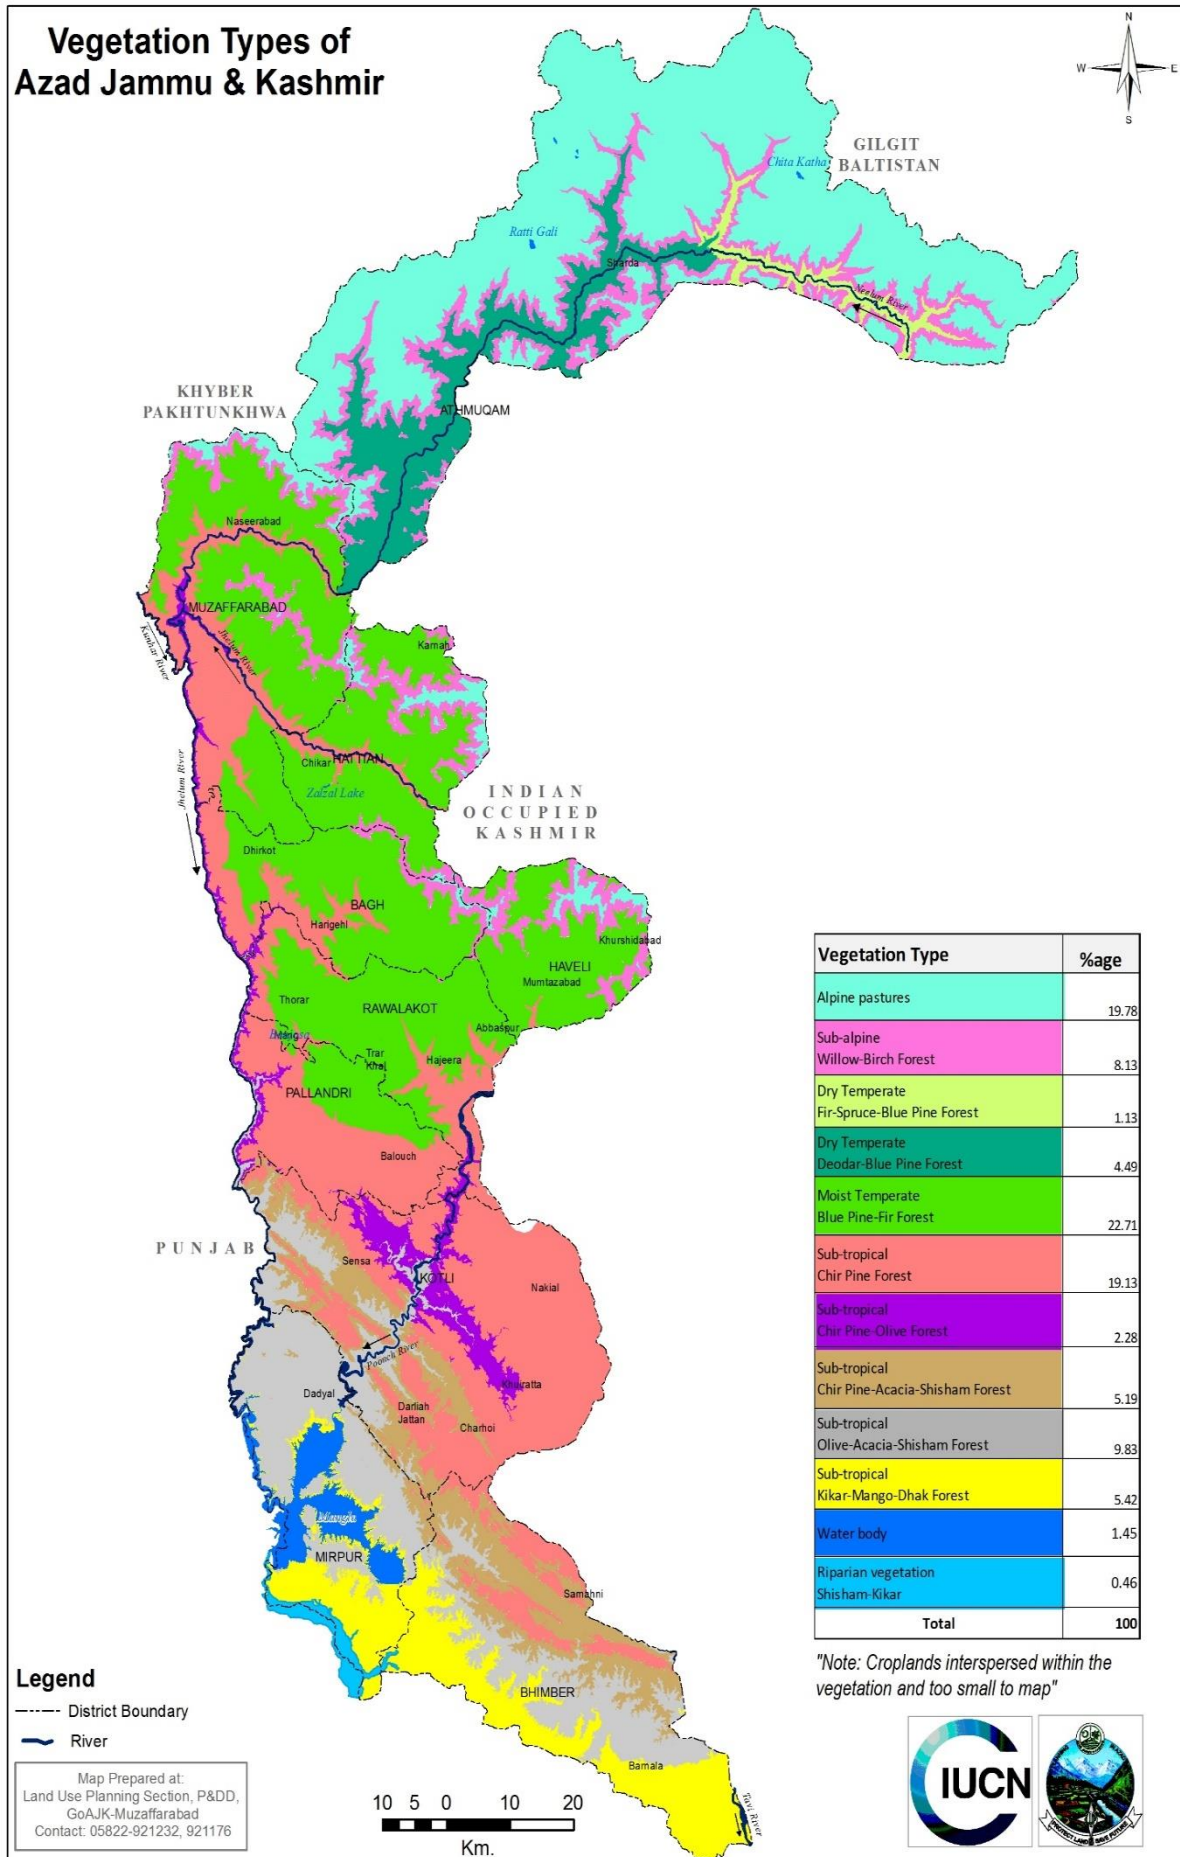 Vegetation Types of
Azad Jammu & Kashmir
N
W
E
S
GILGIT
BALTISTAN
Chita Katha
Ratti Gali
Sharda
Neelum River
KHYBER
PAKHTUNKHWA
ATHMUQAM
Naseerabad
MUZAFFARABAD
Kunhar River
Jhelum River
Karnah
Chikar
HATTIAN
Zalzal Lake
Jhelum River
INDIAN
OCCUPIED
KASHMIR
Dhirkot
BAGH
Harigehl
Khurshidabad
HAVELI
Mumtazabad
Thorar
RAWALAKOT
Abbaspur
Trar
Khal
Hajeera
PALLANDRI
Balouch
PUNJAB
Sensa
KOTLI
Nakial
Poonch River
Khuiratta
Dadyal
Darliah
Jattan
Charhoi
Mangla
MIRPUR
Samahni
BHIMBER
Barnala
Tavi River
Vegetation Type %age
Alpine pastures 19.78
Sub-alpine
Willow-Birch Forest 8.13
Dry Temperate
Fir-Spruce-Blue Pine Forest 1.13
Dry Temperate
Deodar-Blue Pine Forest 4.49
Moist Temperate
Blue Pine-Fir Forest 22.71
Sub-tropical
Chir Pine Forest 19.13
Sub-tropical
Chir Pine-Olive Forest 2.28
Sub-tropical
Chir Pine-Acacia-Shisham Forest 5.19
Sub-tropical
Olive-Acacia-Shisham Forest 9.83
Sub-tropical
Kikar-Mango-Dhak Forest 5.42
Water body 1.45
Riparian vegetation
Shisham-Kikar 0.46
Total 100
"Note: Croplands interspersed within the
vegetation and too small to map"
Legend
District Boundary
River
Map Prepared at:
Land Use Planning Section, P&DD,
GoAJK-Muzaffarabad
Contact: 05822-921232, 921176
10 5 0 10 20
Km.
IUCN
PROTECT LAND SAVE FUTURE